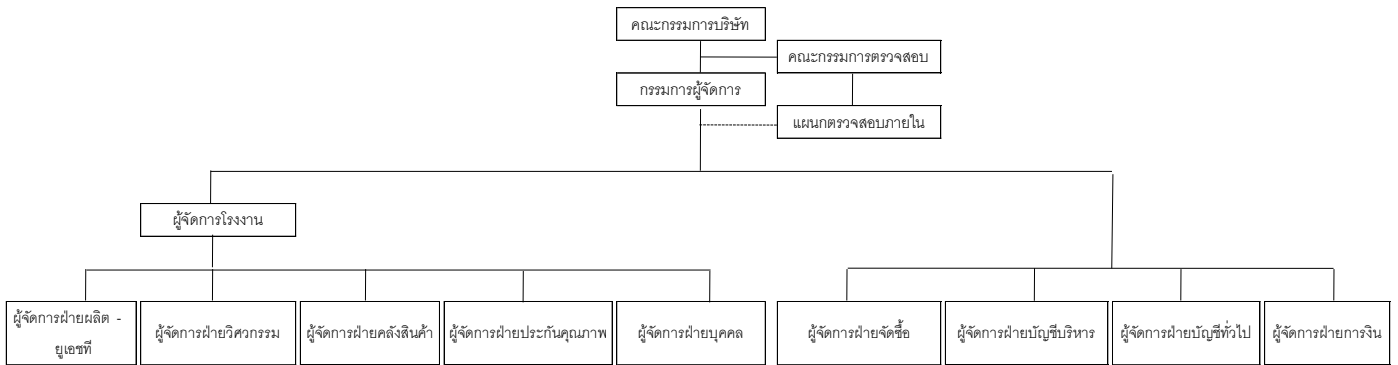 คณะกรรมการบริษัท
คณะกรรมการตรวจสอบ
กรรมการผู้จัดการ
แผนกตรวจสอบภายใน
ผู้จัดการโรงงาน
ผู้จัดการฝ่ายผลิต -
ยูเอชที
ผู้จัดการฝ่ายวิศวกรรม
ผู้จัดการฝ่ายคลังสินค้า
ผู้จัดการฝ่ายประกันคุณภาพ
ผู้จัดการฝ่ายบุคคล
ผู้จัดการฝ่ายจัดซื้อ
ผู้จัดการฝ่ายบัญชีบริหาร
ผู้จัดการฝ่ายบัญชีทั่วไป
ผู้จัดการฝ่ายการเงิน